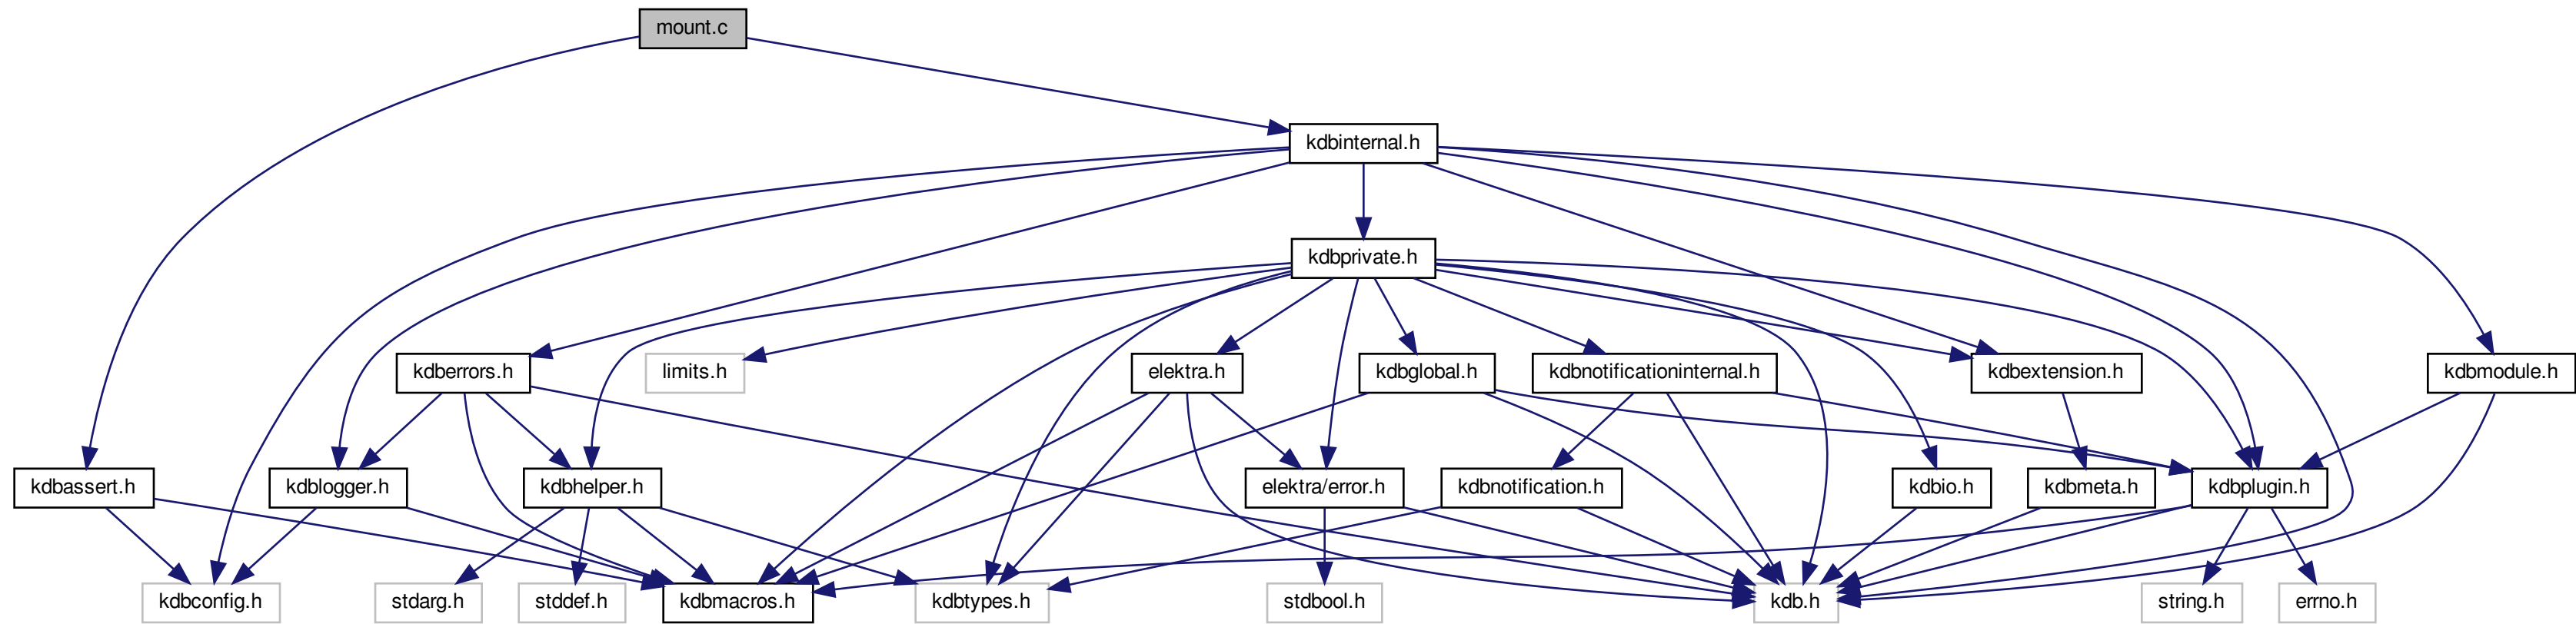 mount.c
kdbinternal.h
kdbprivate.h
kdberrors.h
limits.h
elektra.h
kdbglobal.h
kdbnotificationinternal.h
kdbextension.h
kdbmodule.h
kdbassert.h
kdblogger.h
kdbhelper.h
elektra/error.h
kdbnotification.h
kdbio.h
kdbmeta.h
kdbplugin.h
kdbconfig.h
stdarg.h
stddef.h
kdbmacros.h
kdbtypes.h
stdbool.h
kdb.h
string.h
errno.h